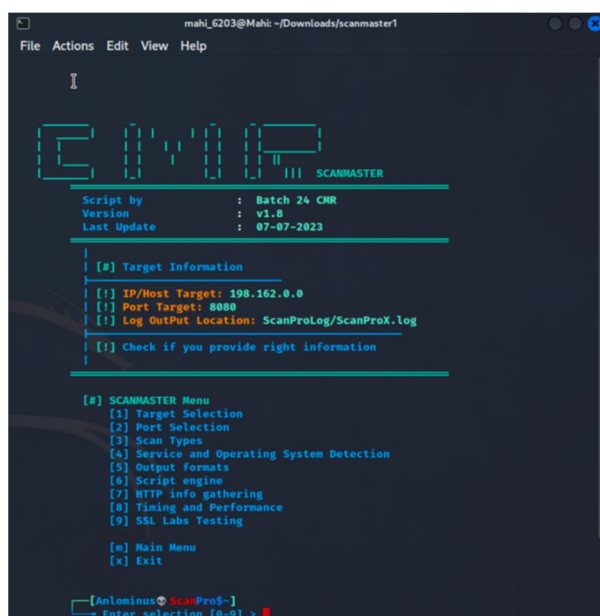 mahi_6203@Mahi: ~/Downloads/scanmaster1
File Actions Edit View Help
CMR SCANMASTER
Script by : Batch 24 CMR
Version : v1.8
Last Update : 07-07-2023
[#] Target Information
[!] IP/Host Target: 198.162.0.0
[!] Port Target: 8080
[!] Log OutPut Location: ScanProLog/ScanProX.log
[!] Check if you provide right information
[#] SCANMASTER Menu
[1] Target Selection
[2] Port Selection
[3] Scan Types
[4] Service and Operating System Detection
[5] Output formats
[6] Script engine
[7] HTTP info gathering
[8] Timing and Performance
[9] SSL Labs Testing
[m] Main Menu
[x] Exit
[Anlominus💀ScanPro$~]
Enter selection [0-9] >